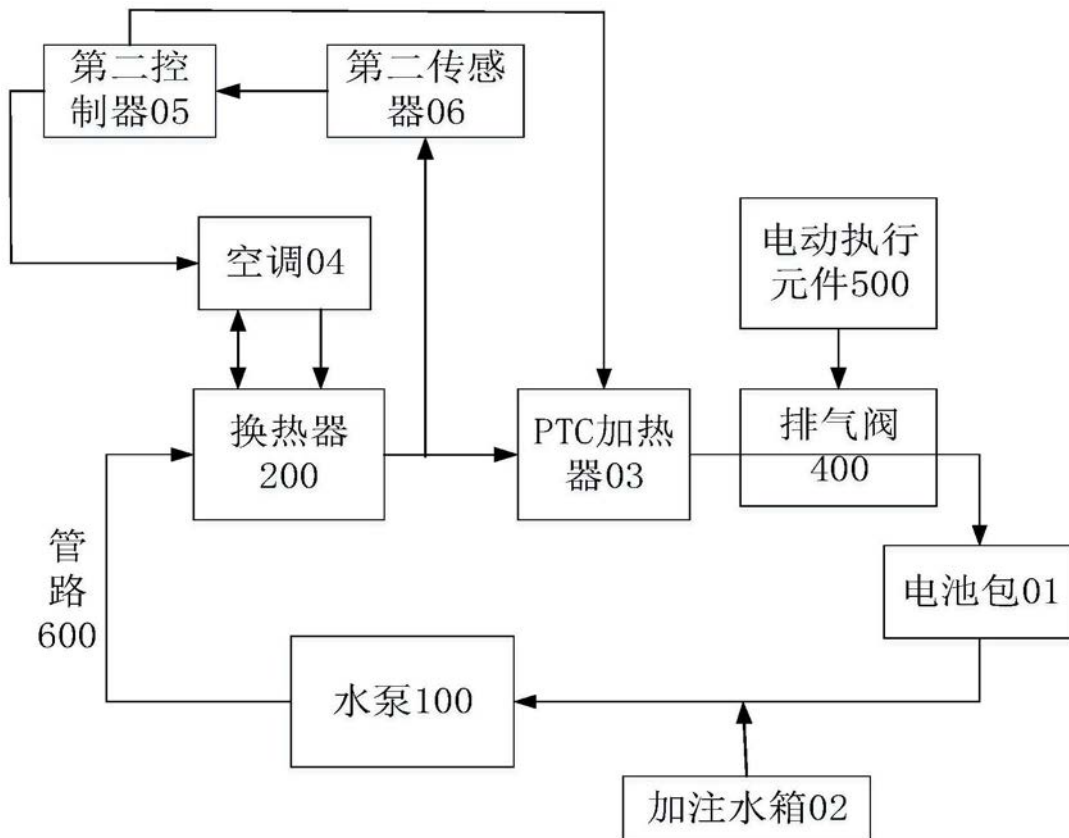 第二控
制器05
第二传感
器06
空调04
电动执行
元件500
换热器
200
PTC加热
器03
排气阀
400
管
路
600
电池包01
水泵100
加注水箱02